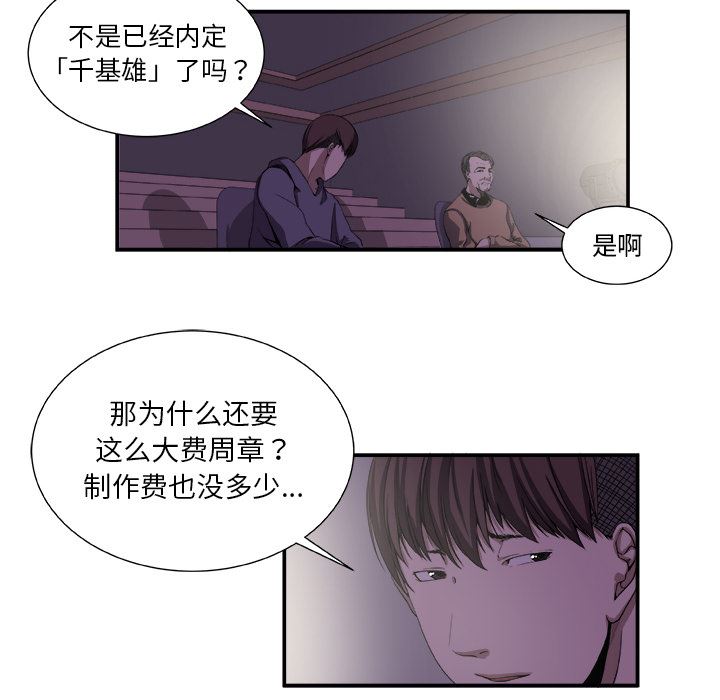 不是已经内定
「千基雄」了吗？
是啊
那为什么还要
这么大费周章？
制作费也没多少...